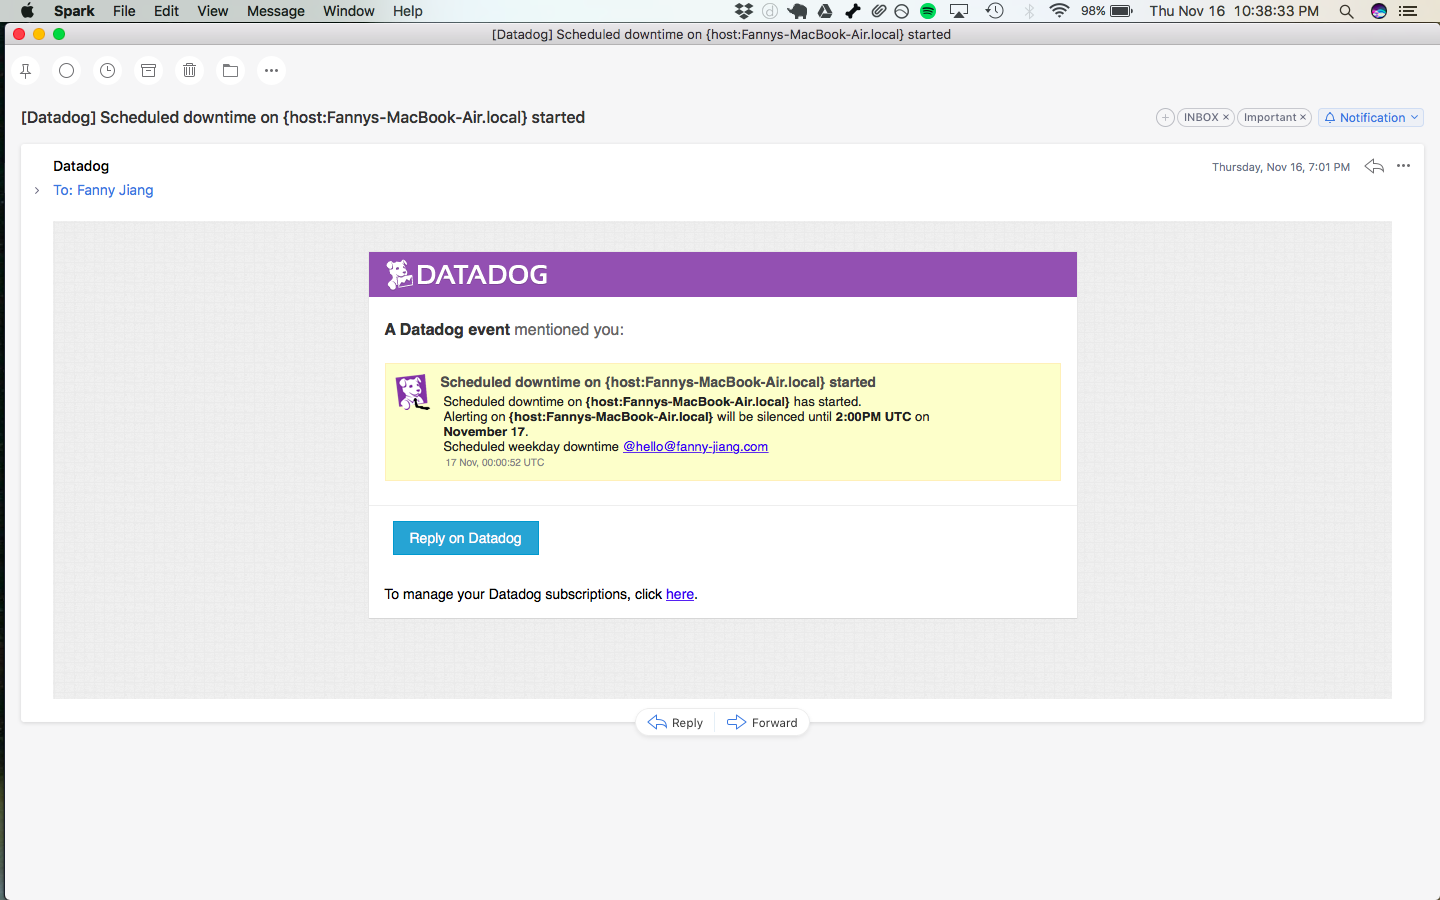 Spark File Edit View Message Window Help 98% Thu Nov 16 10:38:33 PM
[Datadog] Scheduled downtime on {host:Fannys-MacBook-Air.local} started
[Datadog] Scheduled downtime on {host:Fannys-MacBook-Air.local} started
INBOX × Important × Notification
Datadog
Thursday, Nov 16, 7:01 PM
To: Fanny Jiang
DATADOG
A Datadog event mentioned you:
Scheduled downtime on {host:Fannys-MacBook-Air.local} started
Scheduled downtime on {host:Fannys-MacBook-Air.local} has started.
Alerting on {host:Fannys-MacBook-Air.local} will be silenced until 2:00PM UTC on
November 17.
Scheduled weekday downtime @hello@fanny-jiang.com
17 Nov, 00:00:52 UTC
Reply on Datadog
To manage your Datadog subscriptions, click here.
Reply Forward